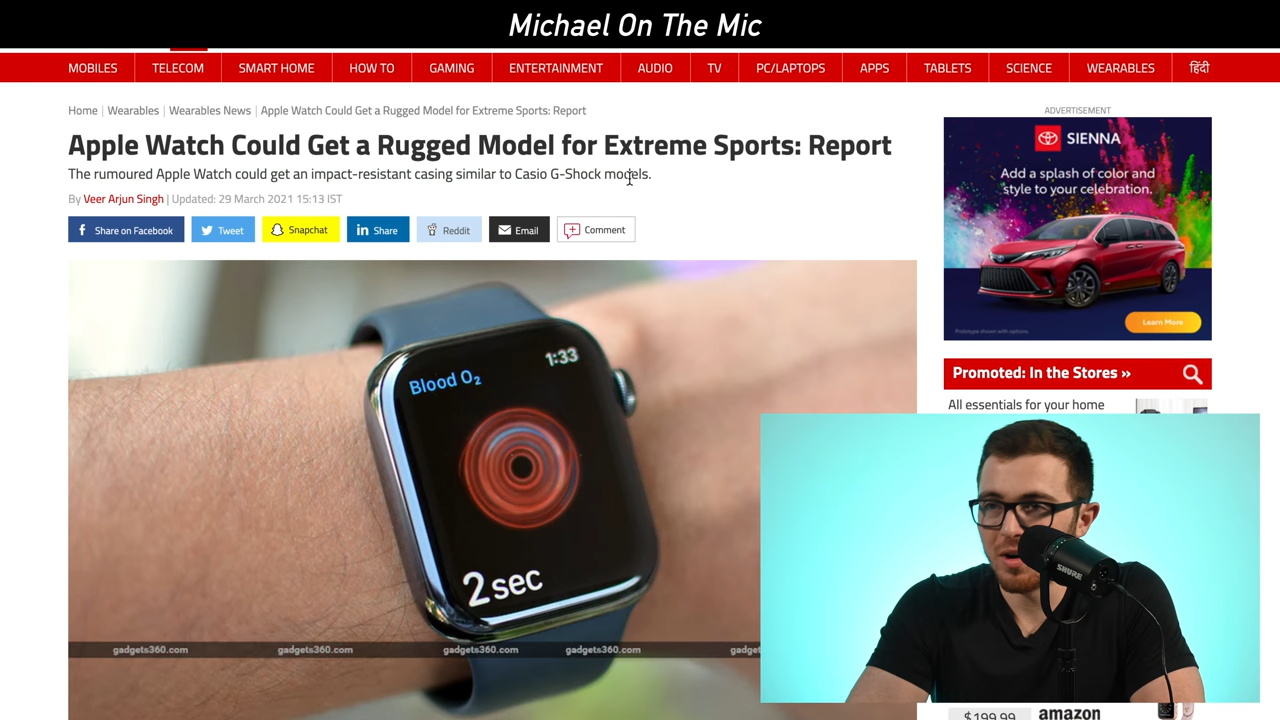 Michael On The Mic
MOBILES TELECOM SMART HOME HOW TO GAMING ENTERTAINMENT AUDIO TV PC/LAPTOPS APPS TABLETS SCIENCE WEARABLES हिंदी
Home | Wearables | Wearables News | Apple Watch Could Get a Rugged Model for Extreme Sports: Report
Apple Watch Could Get a Rugged Model for Extreme Sports: Report
The rumoured Apple Watch could get an impact-resistant casing similar to Casio G-Shock models.
By Veer Arjun Singh | Updated: 29 March 2021 15:13 IST
Share on Facebook Tweet Snapchat Share Reddit Email Comment
1:33
Blood O₂
2 sec
gadgets360.com gadgets360.com gadgets360.com gadgets360.com
ADVERTISEMENT
SIENNA
Add a splash of color and
style to your celebration.
Learn More
Prototype shown with options.
Promoted: In the Stores »
All essentials for your home
SHURE
$199.99 amazon